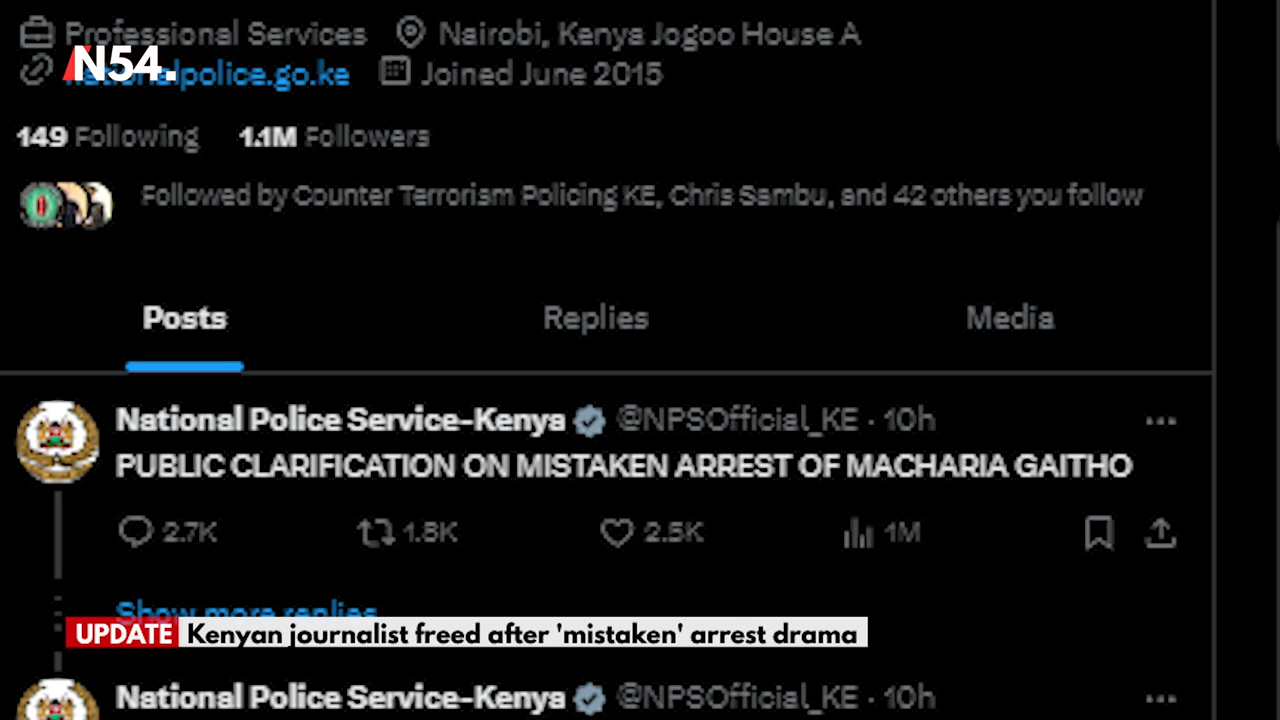 Professional Services Nairobi, Kenya Jogoo House A
N54.
nationalpolice.go.ke Joined June 2015
149 Following 1.1M Followers
Followed by Counter Terrorism Policing KE, Chris Sambu, and 42 others you follow
Posts Replies Media
National Police Service-Kenya @NPSOfficial_KE · 10h
PUBLIC CLARIFICATION ON MISTAKEN ARREST OF MACHARIA GAITHO
2.7K 1.8K 2.5K 1M
Show more replies
UPDATE Kenyan journalist freed after 'mistaken' arrest drama
National Police Service-Kenya @NPSOfficial_KE · 10h